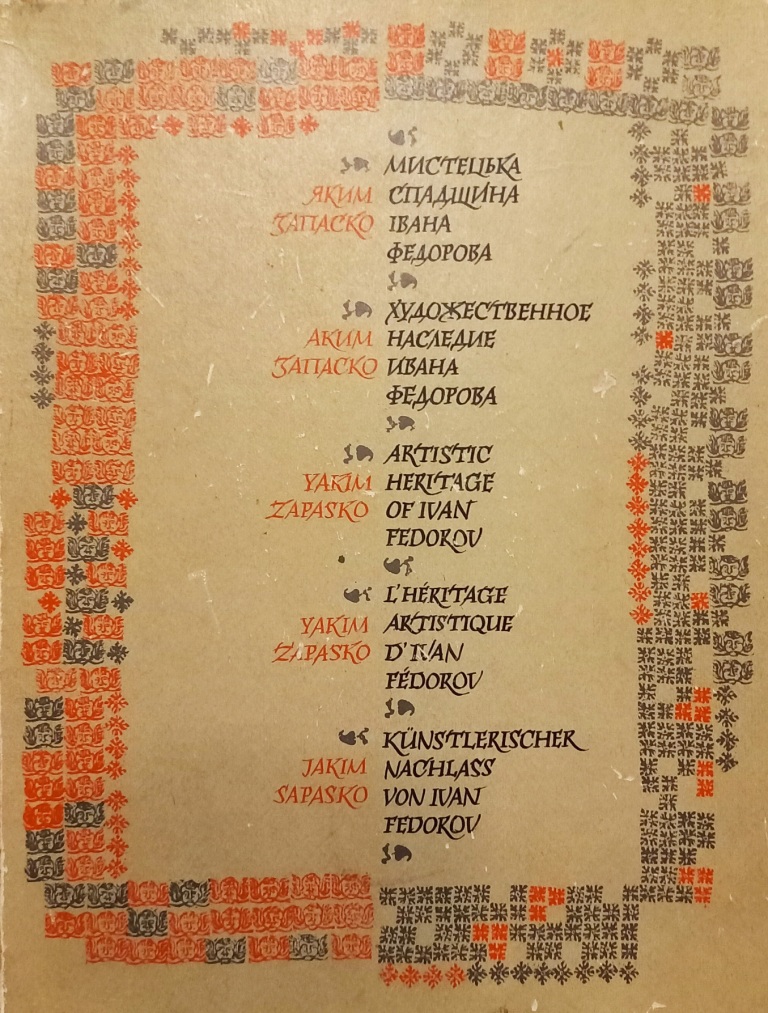 МИСТЕЦЬКА
ЯКИМ СПАДЩИНА
ЗАПАСКО ІВАНА
ФЕДОРОВА
ХУДОЖЕСТВЕННОЕ
АКИМ НАСЛЕДИЕ
ЗАПАСКО ИВАНА
ФЕДОРОВА
ARTISTIC
YAKIM HERITAGE
ZAPASKO OF IVAN
FEDOROV
L'HÉRITAGE
YAKIM ARTISTIQUE
ZAPASKO D'IVAN
FÉDOROV
KÜNSTLERISCHER
JAKIM NACHLASS
SAPASKO VON IVAN
FEDOROV